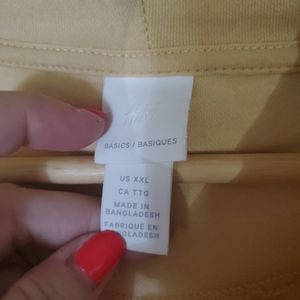 BASICS / BASIQUES
US XXL
CA TTG
MADE IN
BANGLADESH
FABRIQUÉ EN
BANGLADESH